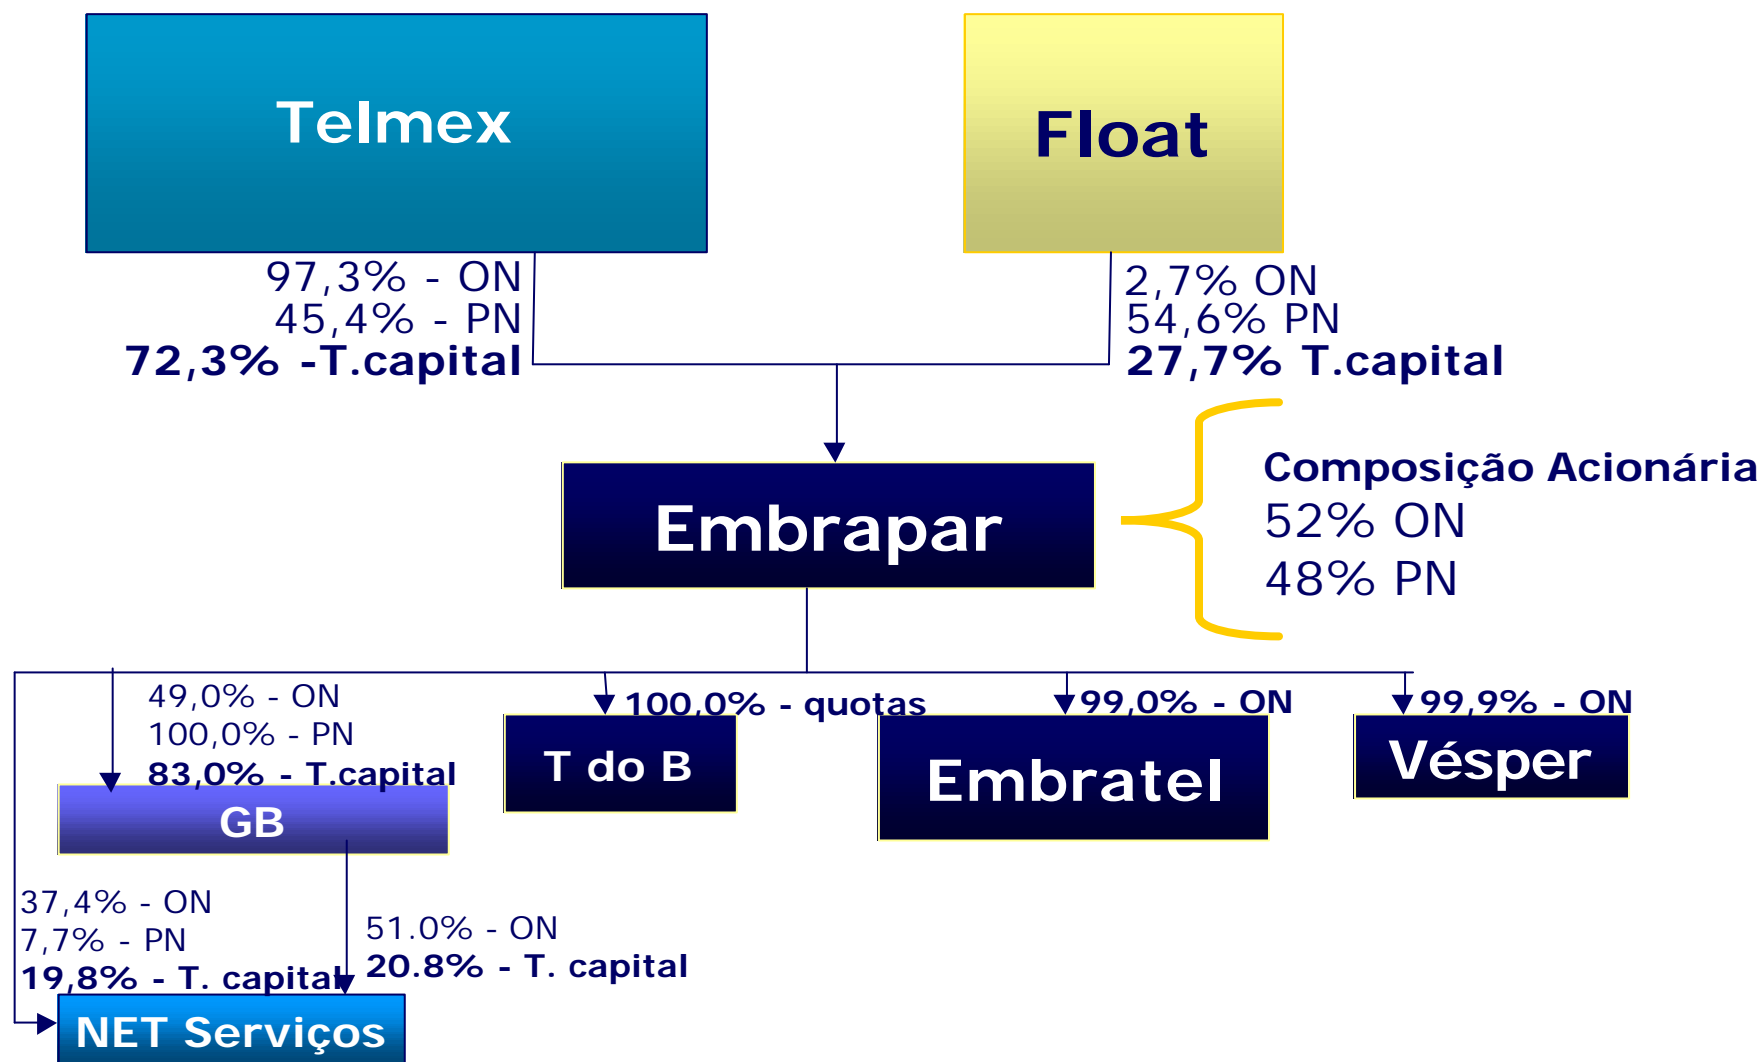 Telmex
Float
97,3% - ON
45,4% - PN
72,3% -T.capital
2,7% ON
54,6% PN
27,7% T.capital
Embrapar
Composição Acionária
52% ON
48% PN
49,0% - ON
100,0% - PN
83,0% - T.capital
100,0% - quotas
99,0% - ON
99,9% - ON
GB
T do B
Embratel
Vésper
37,4% - ON
7,7% - PN
19,8% - T. capital
51.0% - ON
20.8% - T. capital
NET Serviços